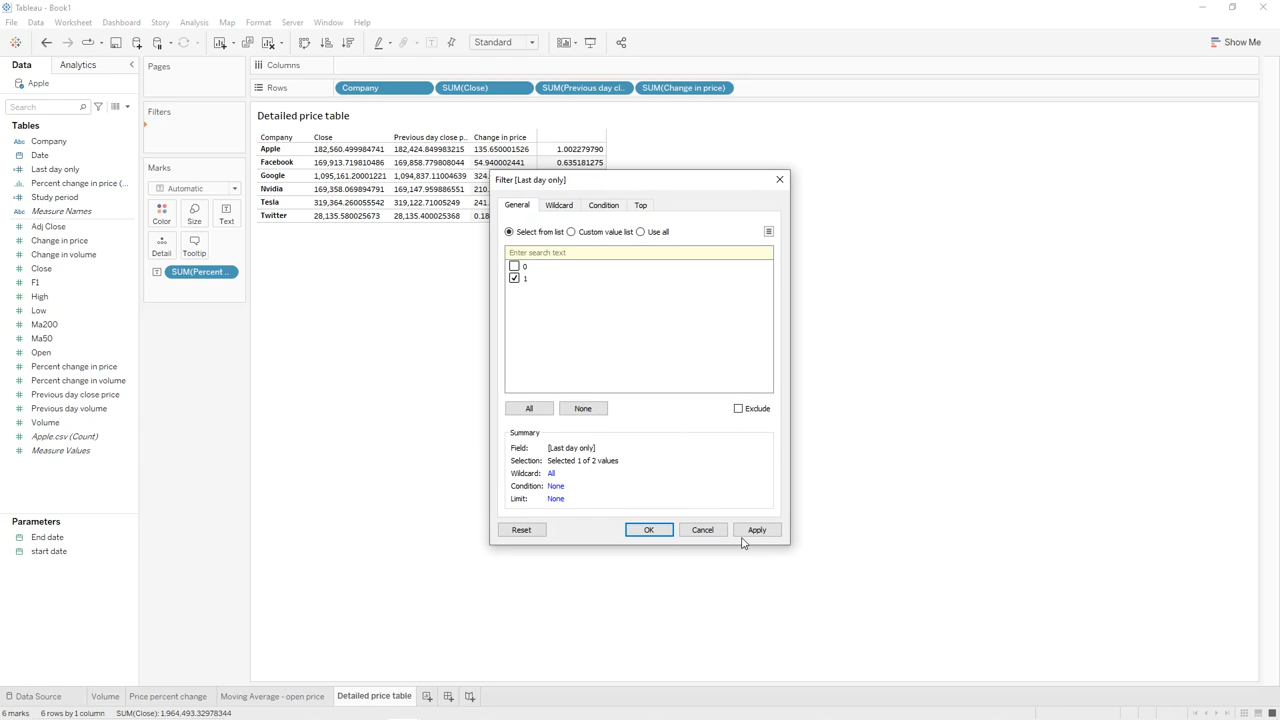 Tableau - Book1
File Data Worksheet Dashboard Story Analysis Map Format Server Window Help
Standard
Show Me
Data Analytics
Pages
Columns
Apple
Rows Company SUM(Close) SUM(Previous day cl.. SUM(Change in price)
Search
Filters
Detailed price table
Tables
Abc Company
Date
Last day only
Percent change in price (...
Study period
Abc Measure Names
Adj Close
Change in price
Change in volume
Close
F1
High
Low
Ma200
Ma50
Open
Percent change in price
Percent change in volume
Previous day close price
Previous day volume
Volume
Apple.csv (Count)
Measure Values
Parameters
End date
start date
Marks
Automatic
Color Size Text
Detail Tooltip
SUM(Percent ..
Company Close Previous day close p.. Change in price
Apple 182,560.499984741 182,424.849983215 135.650001526 1.002279790
Facebook 169,913.719810486 169,858.779808044 54.940002441 0.635181275
Google 1,095,161.20001221 1,094,837.11004639 324.
Nvidia 169,358.069894791 169,147.959886551 210.
Tesla 319,364.260055542 319,122.71005249 241.
Twitter 28,135.580025673 28,135.400025368 0.18
Filter [Last day only]
General Wildcard Condition Top
Select from list Custom value list Use all
Enter search text
0
1
All None Exclude
Summary
Field: [Last day only]
Selection: Selected 1 of 2 values
Wildcard: All
Condition: None
Limit: None
Reset OK Cancel Apply
Data Source Volume Price percent change Moving Average - open price Detailed price table
6 marks 6 rows by 1 column SUM(Close): 1,964,493.32978344